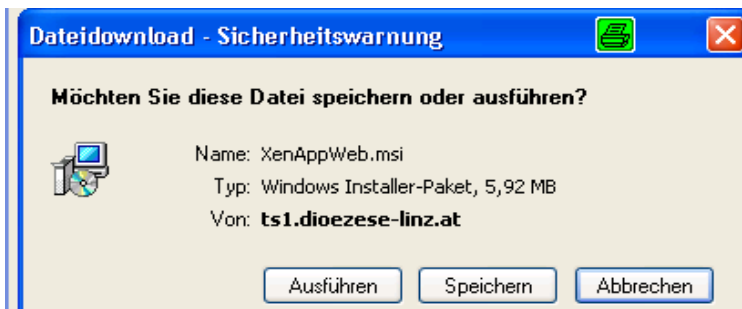 Dateidownload - Sicherheitswarnung
Möchten Sie diese Datei speichern oder ausführen?
Name: XenAppWeb.msi
Typ: Windows Installer-Paket, 5,92 MB
Von: ts1.dioezese-linz.at
Ausführen Speichern Abbrechen